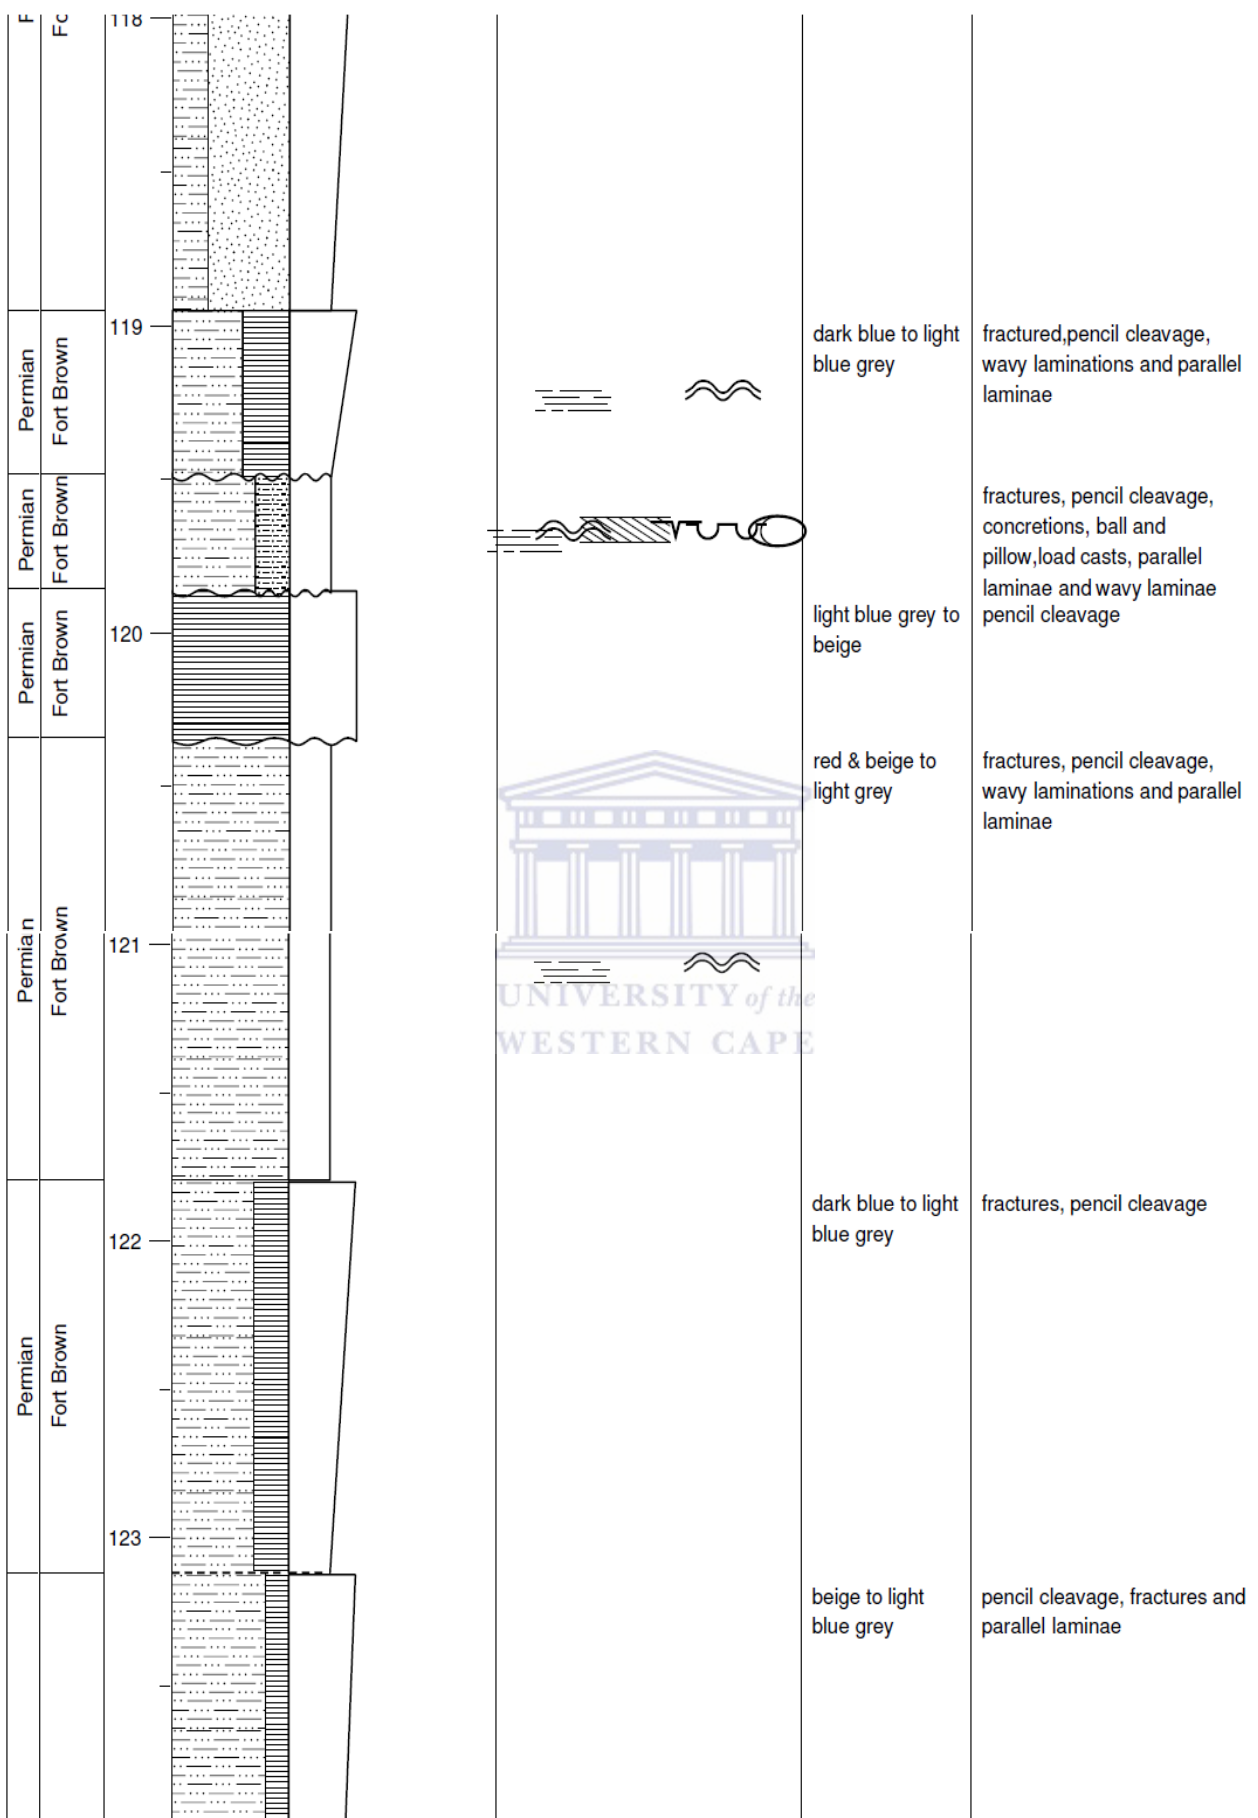 118
119
Permian
Fort Brown
dark blue to light
blue grey
fractured,pencil cleavage,
wavy laminations and parallel
laminae
Permian
Fort Brown
fractures, pencil cleavage,
concretions, ball and
pillow,load casts, parallel
laminae and wavy laminae
120
Permian
Fort Brown
light blue grey to
beige
pencil cleavage
red & beige to
light grey
fractures, pencil cleavage,
wavy laminations and parallel
laminae
121
Permian
Fort Brown
UNIVERSITY of the
WESTERN CAPE
dark blue to light
blue grey
fractures, pencil cleavage
122
Permian
Fort Brown
123
beige to light
blue grey
pencil cleavage, fractures and
parallel laminae